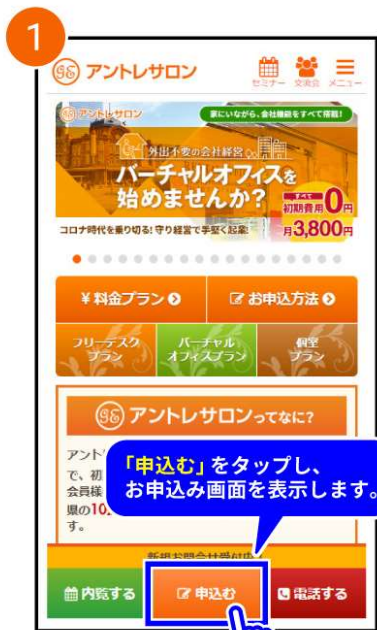 1
アントレサロン
セミナー 交流会 メニュー
アントレサロン
家にいながら、会社機能をすべて搭載!
外出不要の会社経営
バーチャルオフィスを
始めませんか?
すべて
初期費用0円
コロナ時代を乗り切る!守り経営で手堅く起業!
月3,800円
¥料金プラン
お申込方法
フリーデスク
プラン
バーチャル
オフィスプラン
個室
プラン
アントレサロンってなに?
アント
で、初
会員様
県の10
す。
「申込む」をタップし、
お申込み画面を表示します。
新規お問合せ受付中
内覧する
申込む
電話する